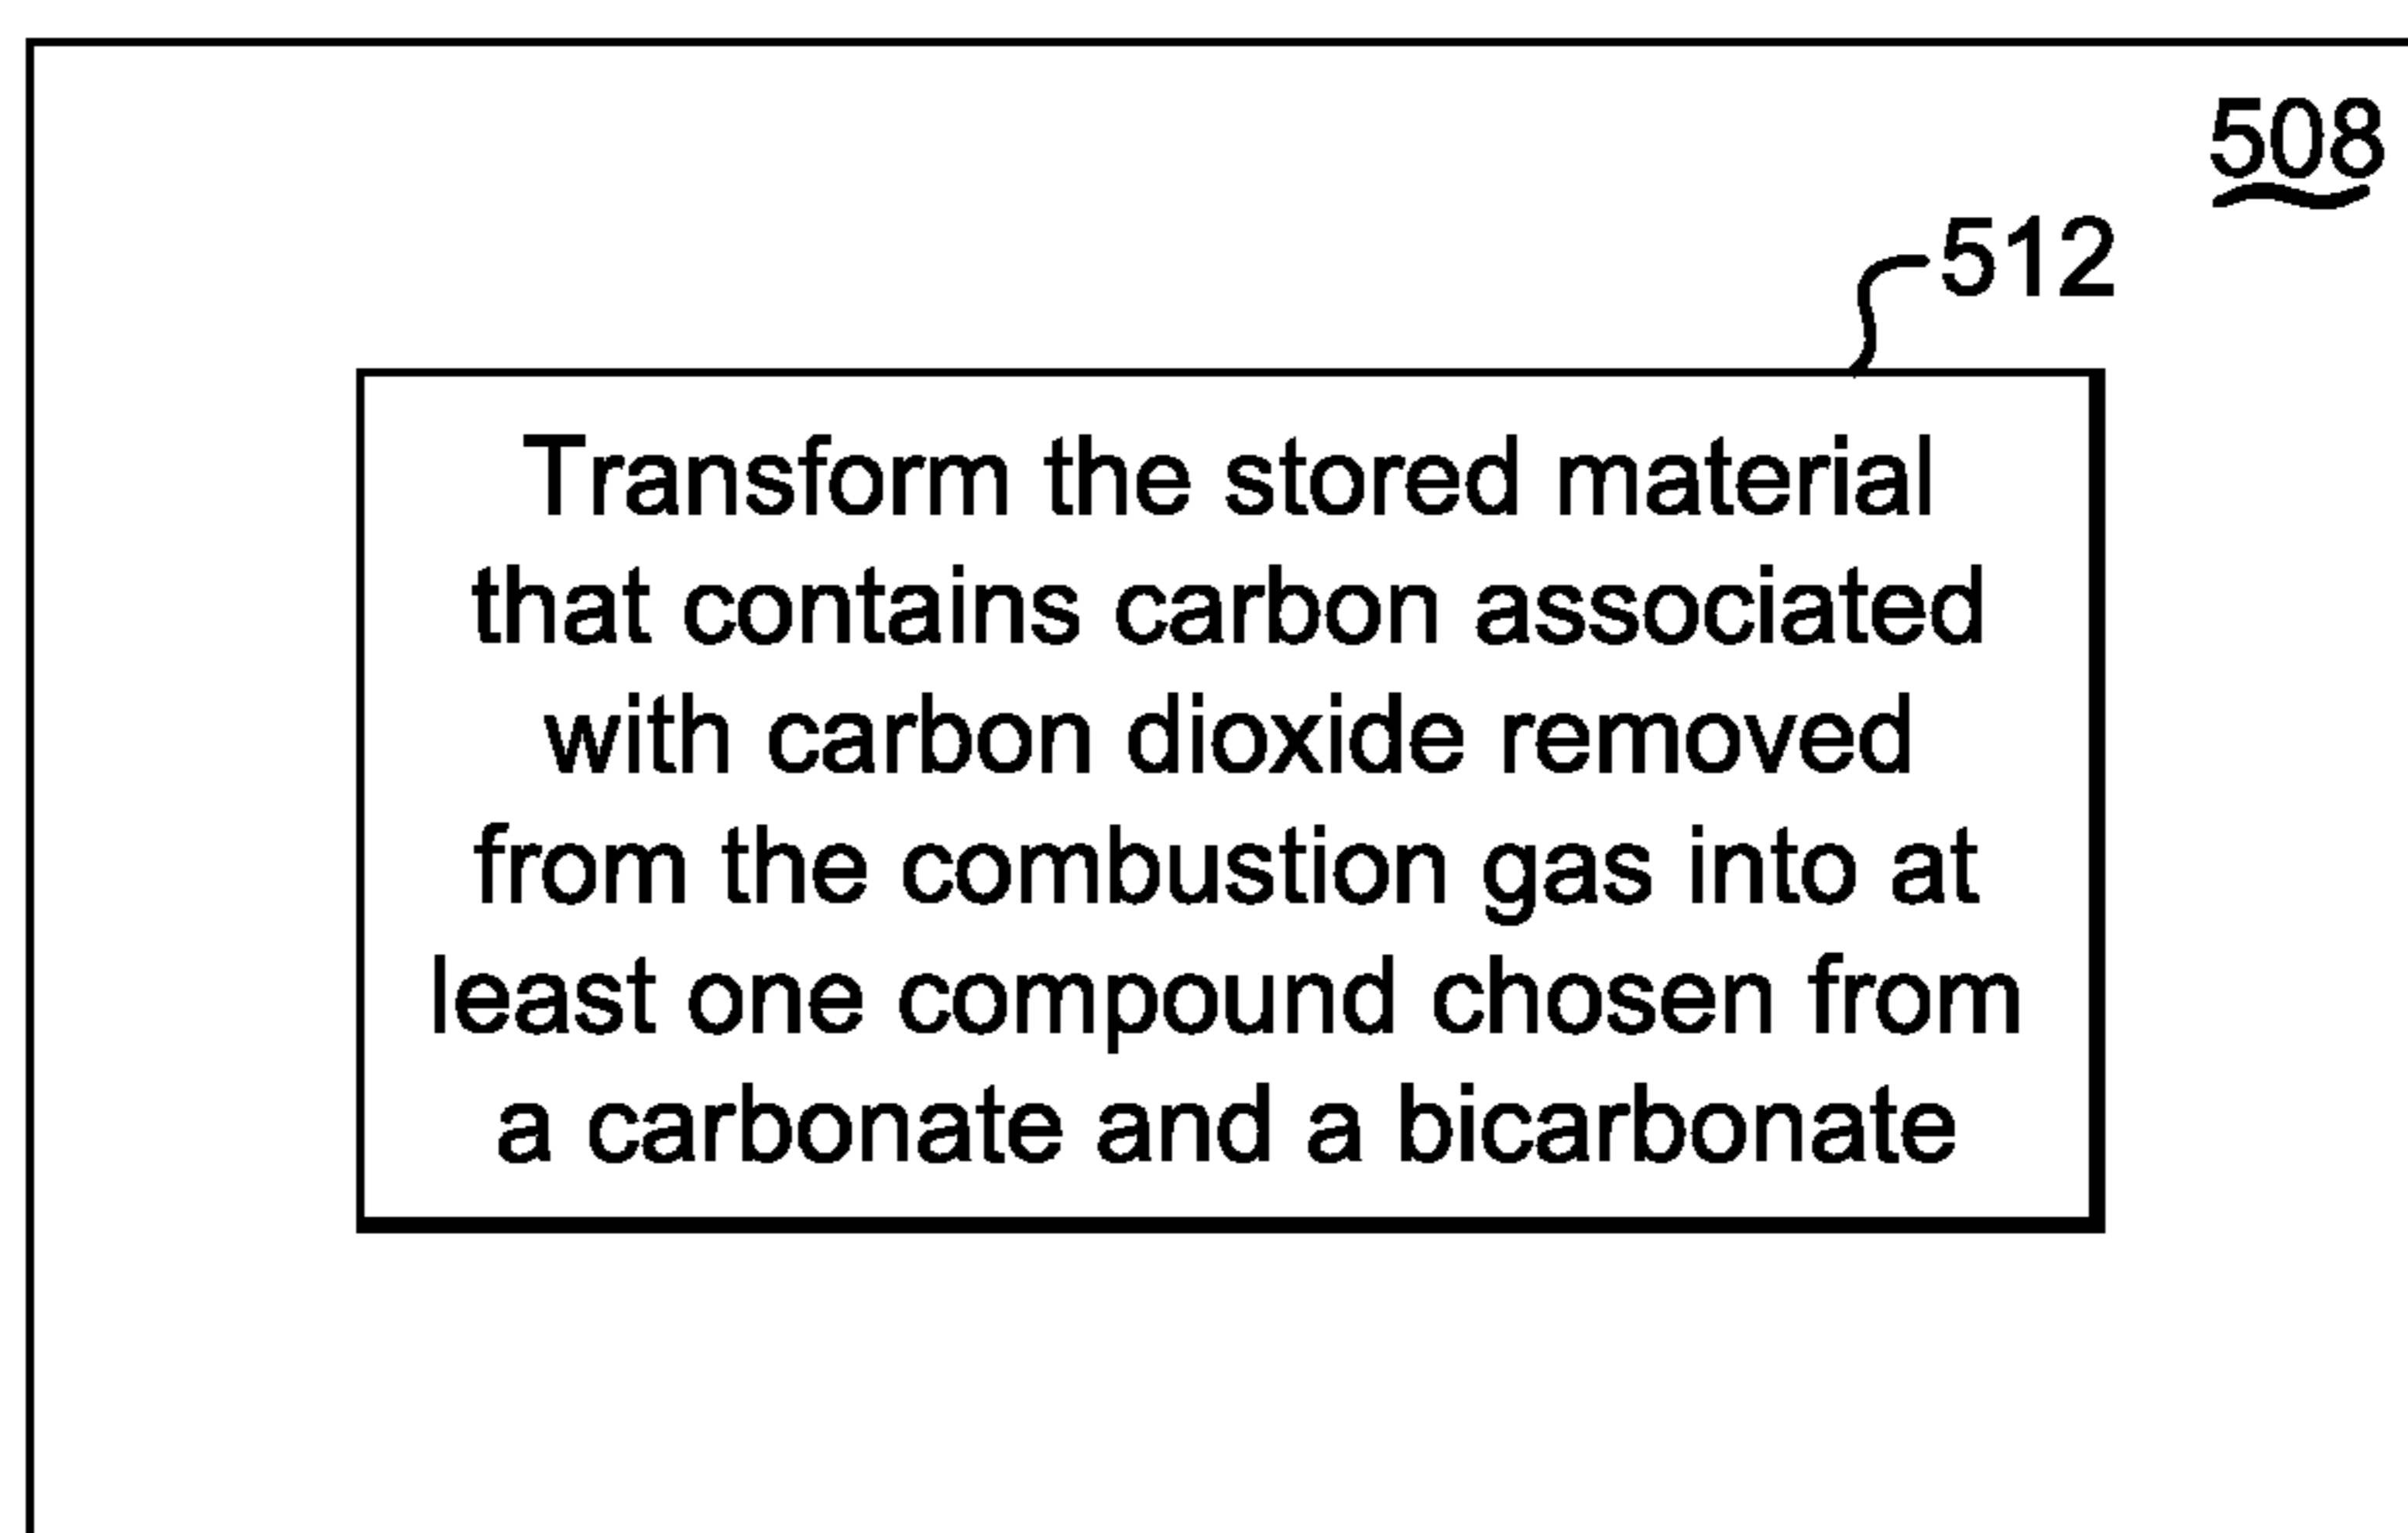 508
512
Transform the stored material
that contains carbon associated
with carbon dioxide removed
from the combustion gas into at
least one compound chosen from
a carbonate and a bicarbonate